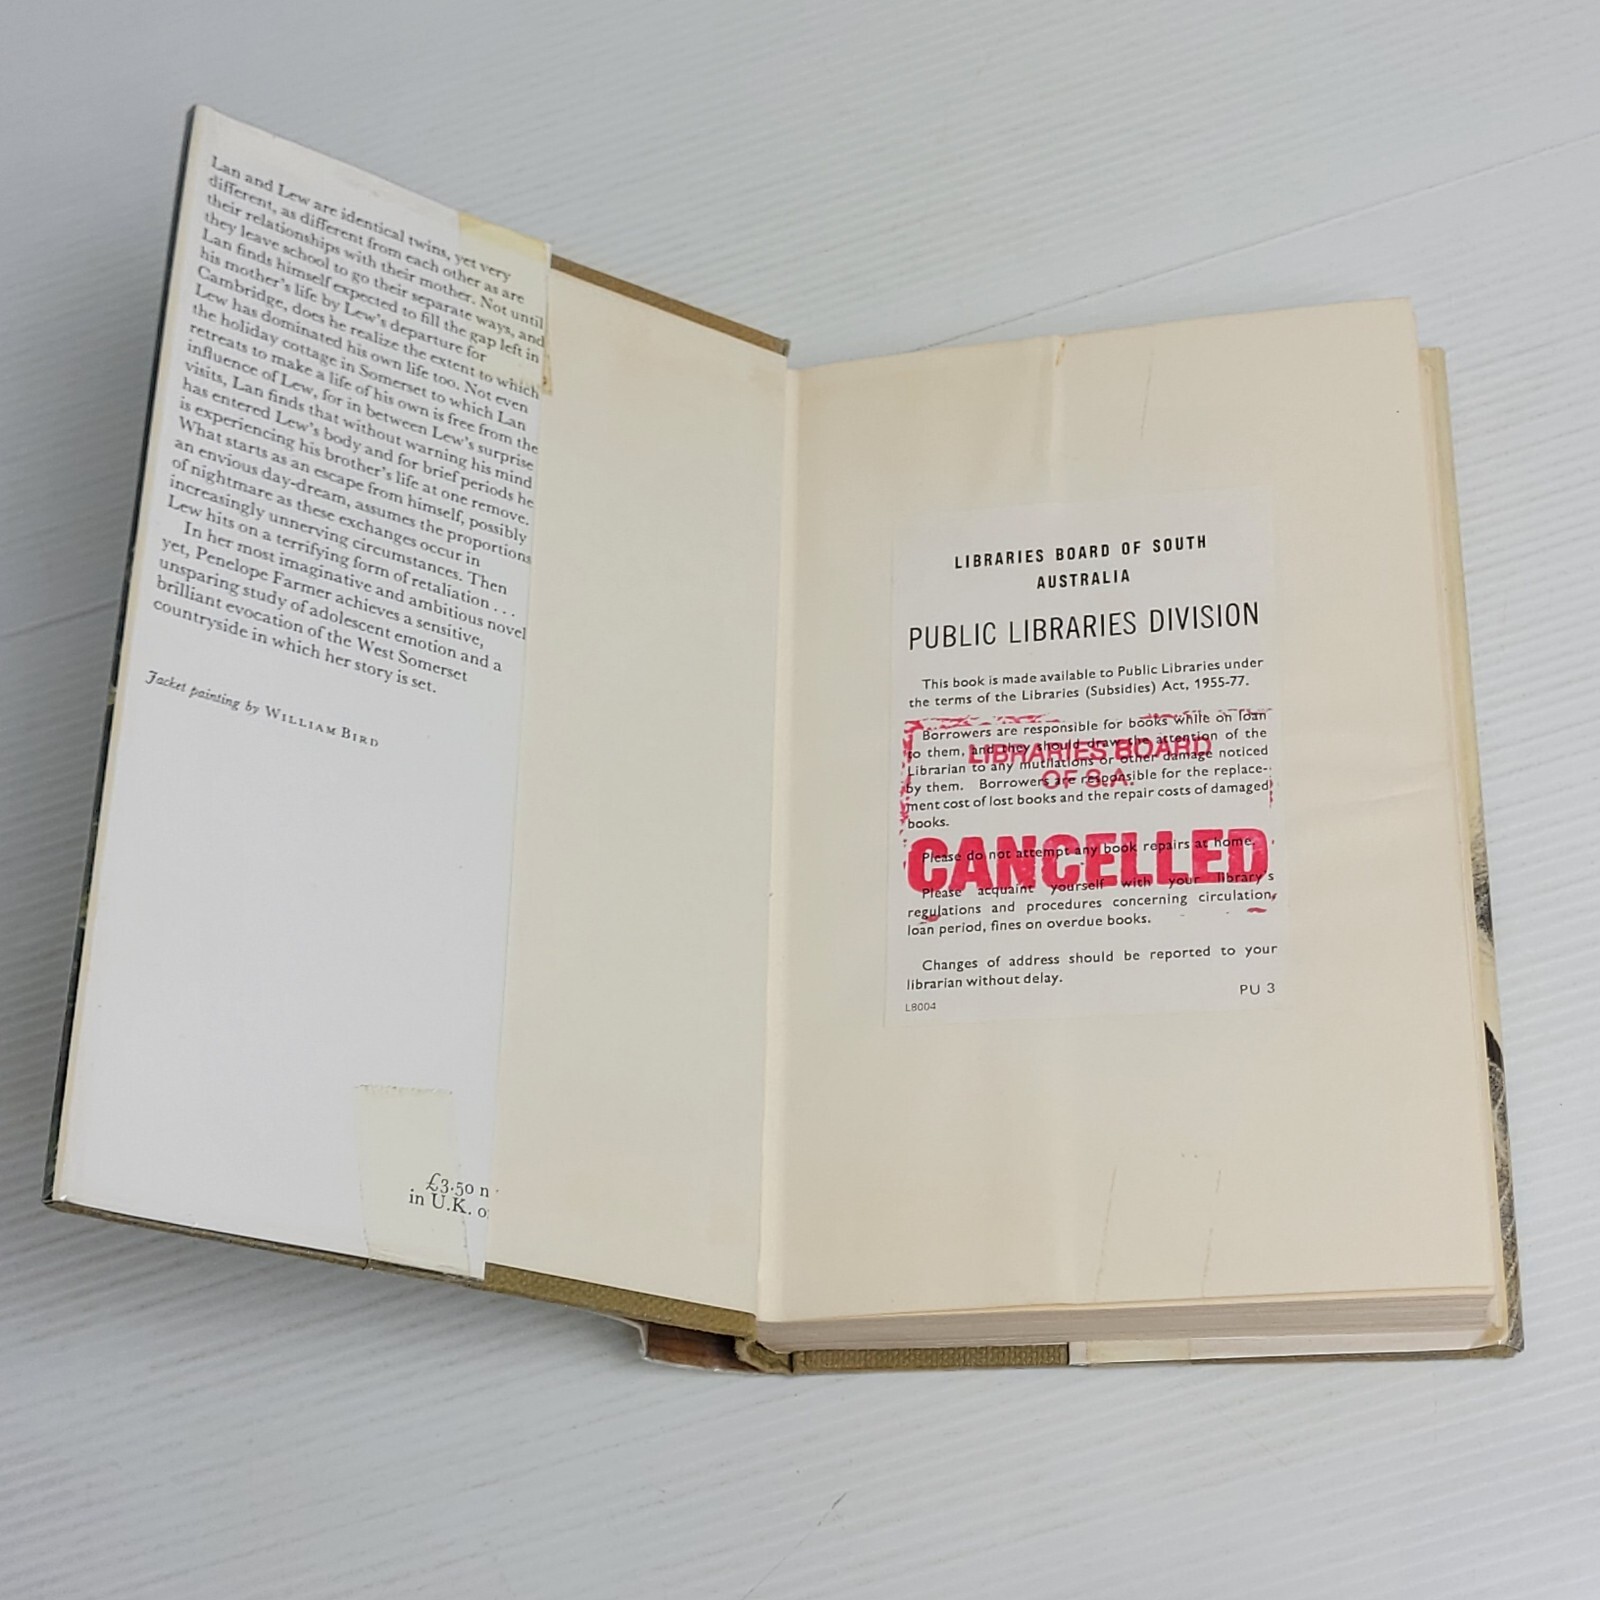 Lan and Lew are identical twins, yet very
different, as different from each other as are
their relationships with their mother. Not until
they leave school to go their separate ways, and
Lan finds himself expected to fill the gap left in
his mother's life by Lew's departure for
Cambridge, does he realize the extent to which
Lew has dominated his own life too. Not even
the holiday cottage in Somerset to which Lan
retreats to make a life of his own is free from the
influence of Lew, for in between Lew's surprise
visits, Lan finds that without warning his mind
has entered Lew's body and for brief periods he
is experiencing his brother's life at one remove.
What starts as an escape from himself, possibly
an envious day-dream, assumes the proportions
of nightmare as these exchanges occur in
increasingly unnerving circumstances. Then
Lew hits on a terrifying form of retaliation . . .
In her most imaginative and ambitious novel
yet, Penelope Farmer achieves a sensitive,
unsparing study of adolescent emotion and a
brilliant evocation of the West Somerset
countryside in which her story is set.
Jacket painting by WILLIAM BIRD
£3.50 n
in U.K. o
LIBRARIES BOARD OF SOUTH
AUSTRALIA
PUBLIC LIBRARIES DIVISION
This book is made available to Public Libraries under
the terms of the Libraries (Subsidies) Act, 1955-77.
Borrowers are responsible for books while on loan
to them, and they should draw the attention of the
Librarian to any mutilations or other damage noticed
by them. Borrowers are responsible for the replace-
ment cost of lost books and the repair costs of damaged
books.
LIBRARIES BOARD
OF S.A.
CANCELLED
Please do not attempt any book repairs at home.
Please acquaint yourself with your library's
regulations and procedures concerning circulation,
loan period, fines on overdue books.
Changes of address should be reported to your
librarian without delay.
L8004
PU 3